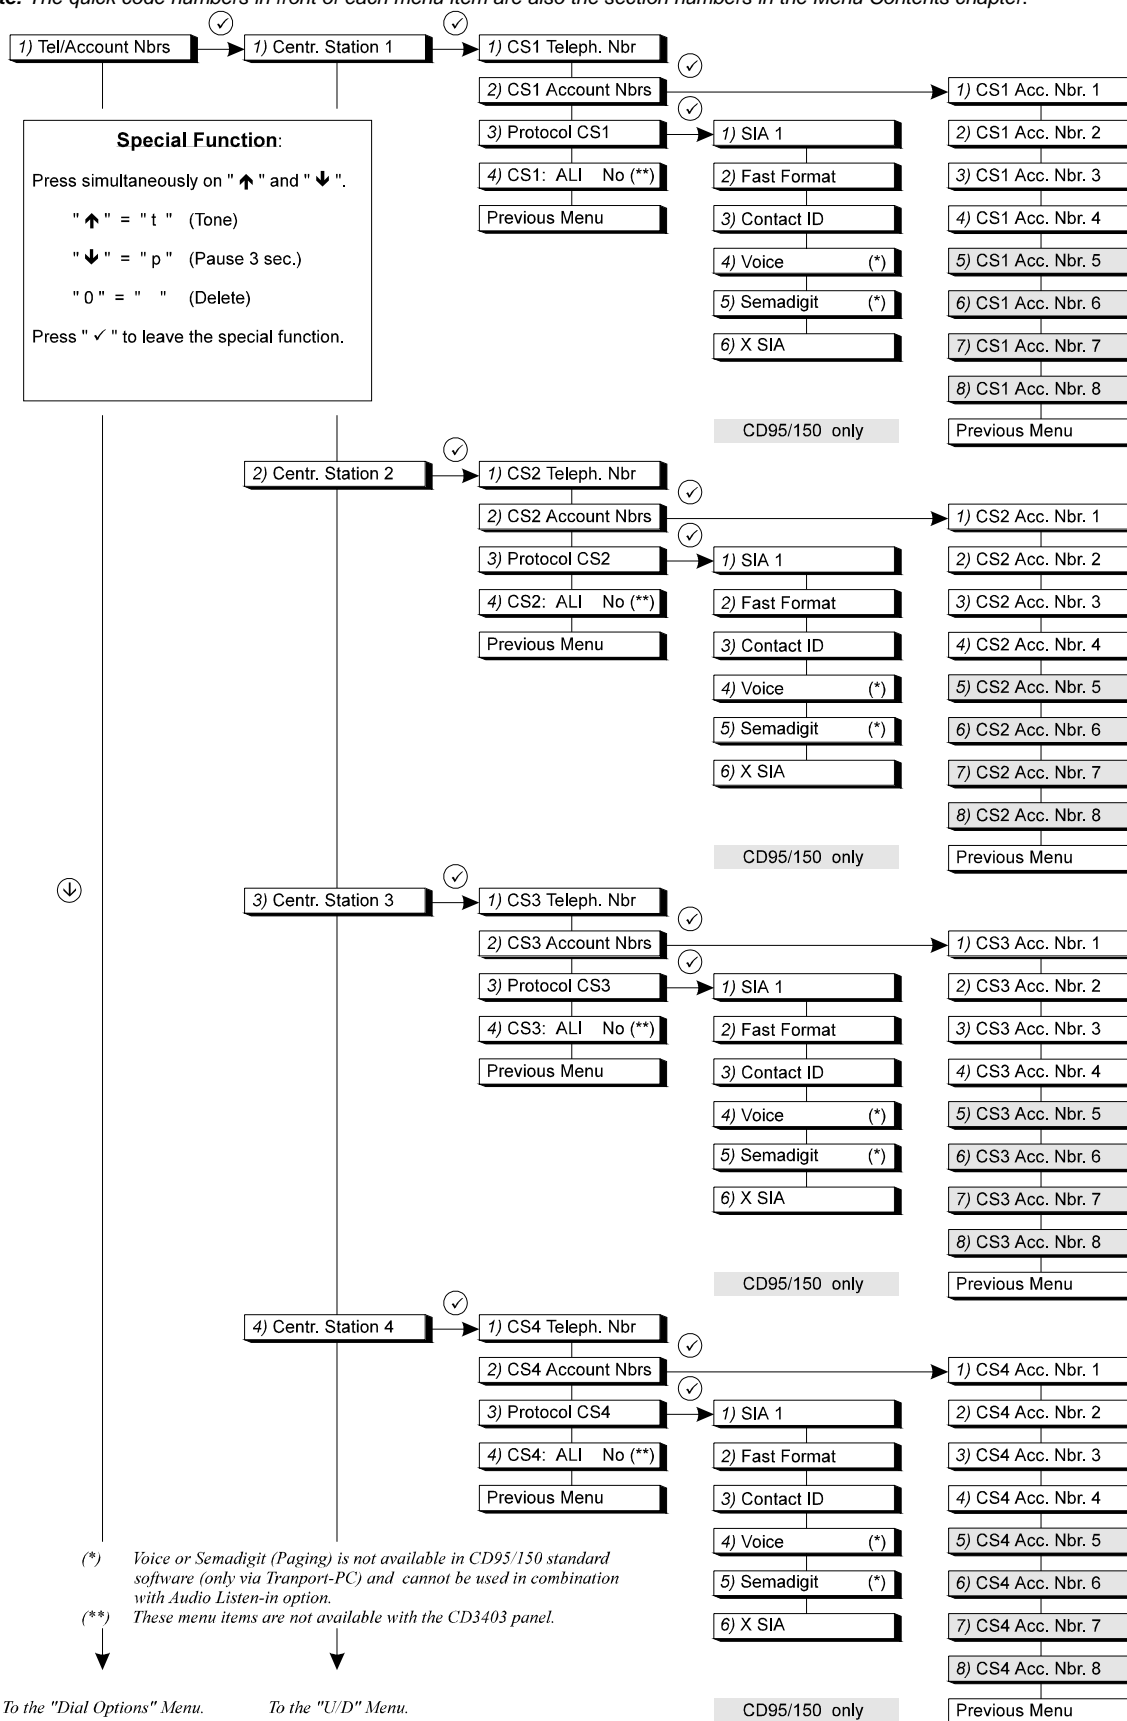 The quick code numbers in front of each menu item are also the section numbers in the Menu Contents chapter.
1) Tel/Account Nbrs
1) Centr. Station 1
1) CS1 Teleph. Nbr
2) CS1 Account Nbrs
3) Protocol CS1
4) CS1: ALI No (**)
Previous Menu
1) SIA 1
2) Fast Format
3) Contact ID
4) Voice (*)
5) Semadigit (*)
6) X SIA
CD95/150 only
1) CS1 Acc. Nbr. 1
2) CS1 Acc. Nbr. 2
3) CS1 Acc. Nbr. 3
4) CS1 Acc. Nbr. 4
5) CS1 Acc. Nbr. 5
6) CS1 Acc. Nbr. 6
7) CS1 Acc. Nbr. 7
8) CS1 Acc. Nbr. 8
Previous Menu
Special Function:
Press simultaneously on " ↑ " and " ↓ ".
" ↑ " = " t " (Tone)
" ↓ " = " p " (Pause 3 sec.)
" 0 " = " " (Delete)
Press " ✓ " to leave the special function.
2) Centr. Station 2
1) CS2 Teleph. Nbr
2) CS2 Account Nbrs
3) Protocol CS2
4) CS2: ALI No (**)
Previous Menu
1) SIA 1
2) Fast Format
3) Contact ID
4) Voice (*)
5) Semadigit (*)
6) X SIA
CD95/150 only
1) CS2 Acc. Nbr. 1
2) CS2 Acc. Nbr. 2
3) CS2 Acc. Nbr. 3
4) CS2 Acc. Nbr. 4
5) CS2 Acc. Nbr. 5
6) CS2 Acc. Nbr. 6
7) CS2 Acc. Nbr. 7
8) CS2 Acc. Nbr. 8
Previous Menu
3) Centr. Station 3
1) CS3 Teleph. Nbr
2) CS3 Account Nbrs
3) Protocol CS3
4) CS3: ALI No (**)
Previous Menu
1) SIA 1
2) Fast Format
3) Contact ID
4) Voice (*)
5) Semadigit (*)
6) X SIA
CD95/150 only
1) CS3 Acc. Nbr. 1
2) CS3 Acc. Nbr. 2
3) CS3 Acc. Nbr. 3
4) CS3 Acc. Nbr. 4
5) CS3 Acc. Nbr. 5
6) CS3 Acc. Nbr. 6
7) CS3 Acc. Nbr. 7
8) CS3 Acc. Nbr. 8
Previous Menu
4) Centr. Station 4
1) CS4 Teleph. Nbr
2) CS4 Account Nbrs
3) Protocol CS4
4) CS4: ALI No (**)
Previous Menu
1) SIA 1
2) Fast Format
3) Contact ID
4) Voice (*)
5) Semadigit (*)
6) X SIA
CD95/150 only
1) CS4 Acc. Nbr. 1
2) CS4 Acc. Nbr. 2
3) CS4 Acc. Nbr. 3
4) CS4 Acc. Nbr. 4
5) CS4 Acc. Nbr. 5
6) CS4 Acc. Nbr. 6
7) CS4 Acc. Nbr. 7
8) CS4 Acc. Nbr. 8
Previous Menu
(*) Voice or Semadigit (Paging) is not available in CD95/150 standard
software (only via Tranport-PC) and cannot be used in combination
with Audio Listen-in option.
(**) These menu items are not available with the CD3403 panel.
To the "Dial Options" Menu.
To the "U/D" Menu.